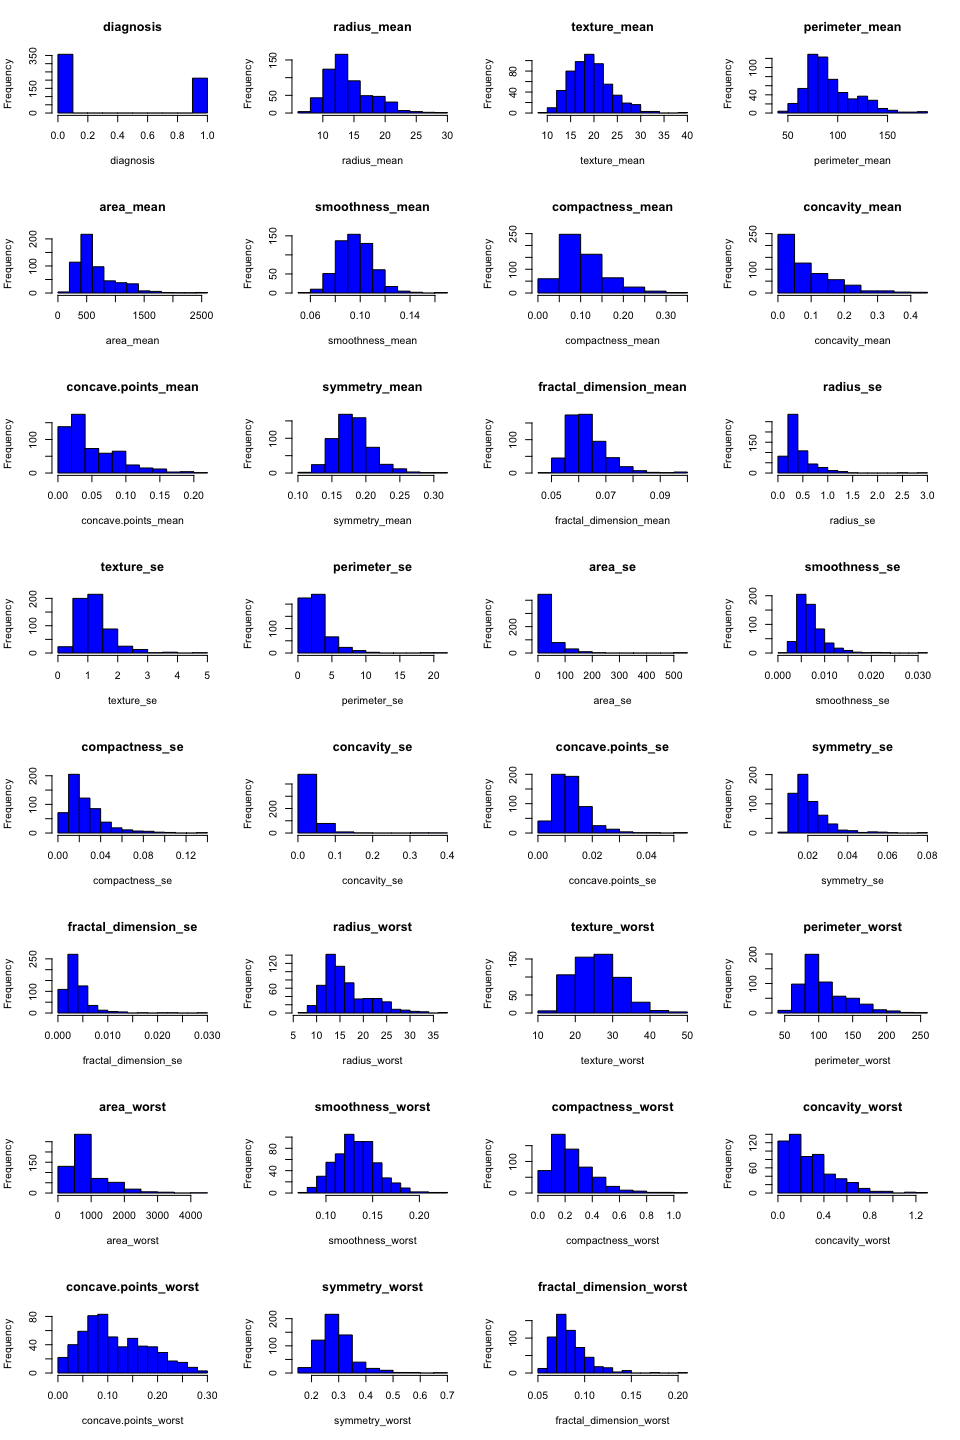 diagnosis
Frequency
0 150 350
0.0 0.2 0.4 0.6 0.8 1.0
diagnosis
radius_mean
Frequency
0 50 150
10 15 20 25 30
radius_mean
texture_mean
Frequency
0 40 80
10 15 20 25 30 35 40
texture_mean
perimeter_mean
Frequency
0 40 100
50 100 150
perimeter_mean
area_mean
Frequency
0 100 200
0 500 1500 2500
area_mean
smoothness_mean
Frequency
0 50 150
0.06 0.10 0.14
smoothness_mean
compactness_mean
Frequency
0 100 250
0.00 0.10 0.20 0.30
compactness_mean
concavity_mean
Frequency
0 100 250
0.0 0.1 0.2 0.3 0.4
concavity_mean
concave.points_mean
Frequency
0 100
0.00 0.05 0.10 0.15 0.20
concave.points_mean
symmetry_mean
Frequency
0 100
0.10 0.15 0.20 0.25 0.30
symmetry_mean
fractal_dimension_mean
Frequency
0 100
0.05 0.07 0.09
fractal_dimension_mean
radius_se
Frequency
0 150
0.0 0.5 1.0 1.5 2.0 2.5 3.0
radius_se
texture_se
Frequency
0 100 200
0 1 2 3 4 5
texture_se
perimeter_se
Frequency
0 100
0 5 10 15 20
perimeter_se
area_se
Frequency
0 200
0 100 200 300 400 500
area_se
smoothness_se
Frequency
0 100 200
0.000 0.010 0.020 0.030
smoothness_se
compactness_se
Frequency
0 100 200
0.00 0.04 0.08 0.12
compactness_se
concavity_se
Frequency
0 200
0.0 0.1 0.2 0.3 0.4
concavity_se
concave.points_se
Frequency
0 100 200
0.00 0.02 0.04
concave.points_se
symmetry_se
Frequency
0 100 200
0.02 0.04 0.06 0.08
symmetry_se
fractal_dimension_se
Frequency
0 100 250
0.000 0.010 0.020 0.030
fractal_dimension_se
radius_worst
Frequency
0 60 120
5 10 15 20 25 30 35
radius_worst
texture_worst
Frequency
0 50 150
10 20 30 40 50
texture_worst
perimeter_worst
Frequency
0 100 200
50 100 150 200 250
perimeter_worst
area_worst
Frequency
0 150
0 1000 2000 3000 4000
area_worst
smoothness_worst
Frequency
0 40 80
0.10 0.15 0.20
smoothness_worst
compactness_worst
Frequency
0 100
0.0 0.2 0.4 0.6 0.8 1.0
compactness_worst
concavity_worst
Frequency
0 60 120
0.0 0.4 0.8 1.2
concavity_worst
concave.points_worst
Frequency
0 40 80
0.00 0.10 0.20 0.30
concave.points_worst
symmetry_worst
Frequency
0 100 200
0.2 0.3 0.4 0.5 0.6 0.7
symmetry_worst
fractal_dimension_worst
Frequency
0 100
0.05 0.10 0.15 0.20
fractal_dimension_worst